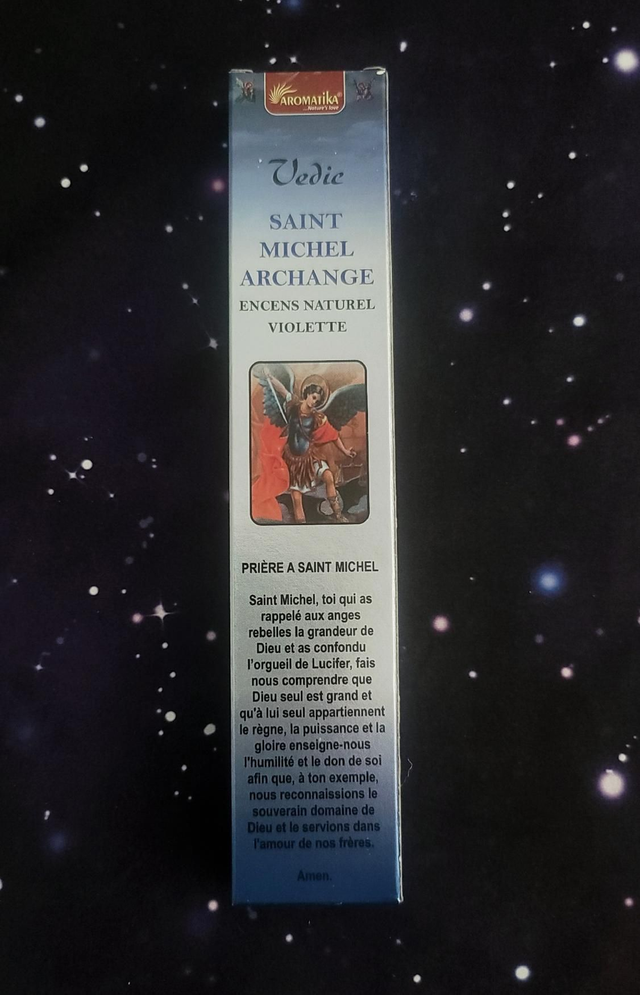 AROMATIKA
...Nature's love
Vedic
SAINT
MICHEL
ARCHANGE
ENCENS NATUREL
VIOLETTE
PRIÈRE A SAINT MICHEL
Saint Michel, toi qui as
rappelé aux anges
rebelles la grandeur de
Dieu et as confondu
l'orgueil de Lucifer, fais
nous comprendre que
Dieu seul est grand et
qu'à lui seul appartiennent
le règne, la puissance et la
gloire enseigne-nous
l'humilité et le don de soi
afin que, à ton exemple,
nous reconnaissions le
souverain domaine de
Dieu et le servions dans
l'amour de nos frères.
Amen.